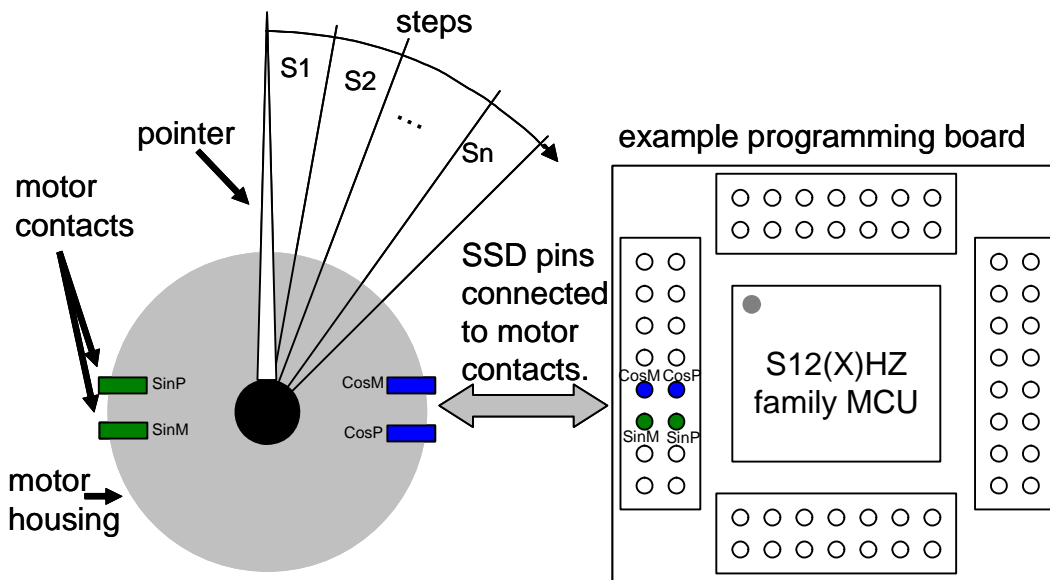 steps
S1
S2
...
Sn
pointer
motor
contacts
SinP
SinM
CosM
CosP
motor
housing
SSD pins
connected
to motor
contacts.
example programming board
CosM CosP
SinM SinP
S12(X)HZ
family MCU